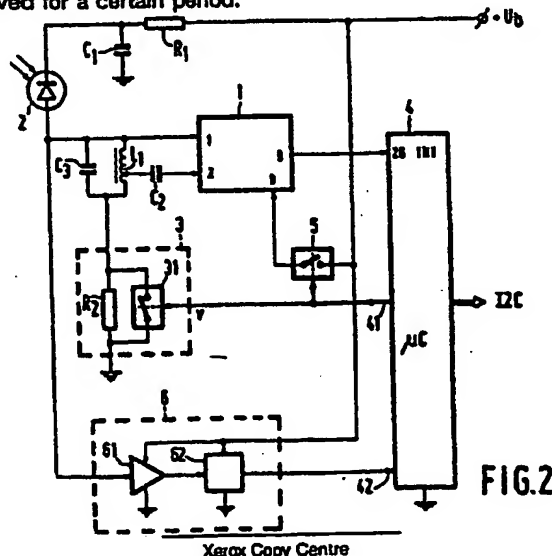 ved for a certain period.
C1
R1
+Ub
2
1
4
1
8
28 IR1
C3
L1
C2
2
9
3
5
31
R2
V
41
I2C
μC
6
61
62
42
FIG.2
Xerox Copy Centre